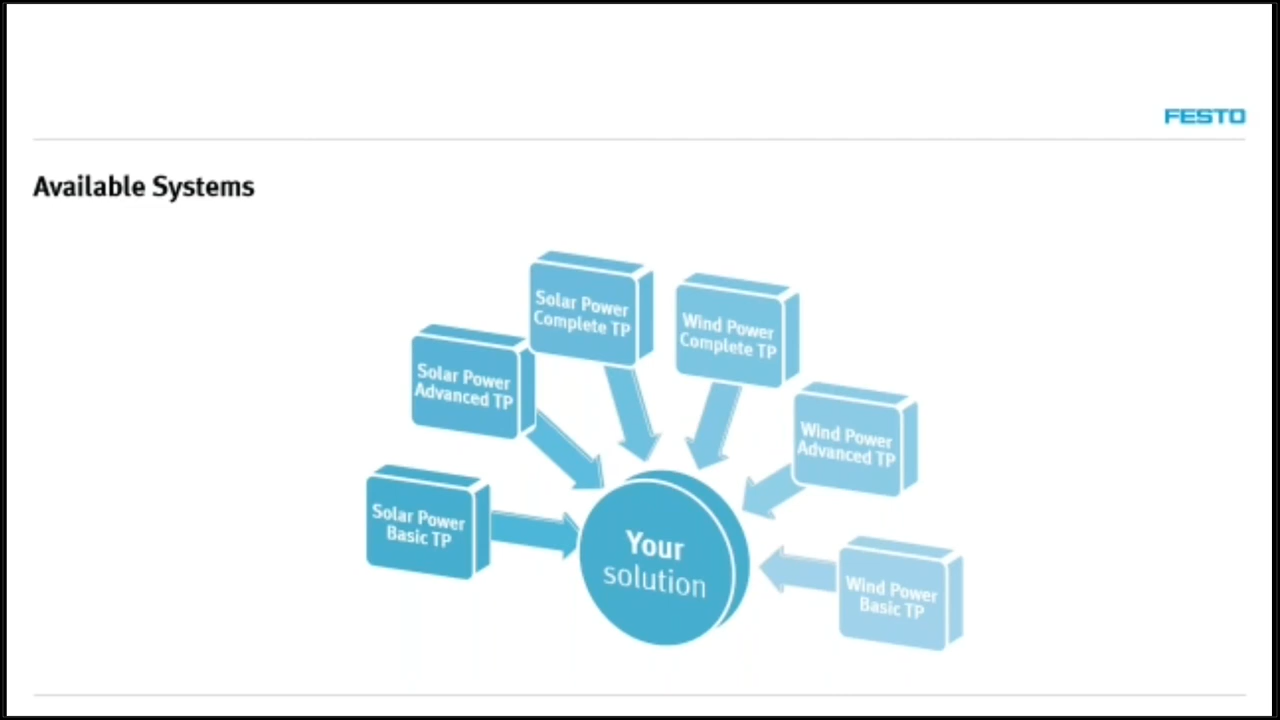 FESTO
Available Systems
Solar Power
Complete TP
Wind Power
Complete TP
Solar Power
Advanced TP
Wind Power
Advanced TP
Solar Power
Basic TP
Your
solution
Wind Power
Basic TP